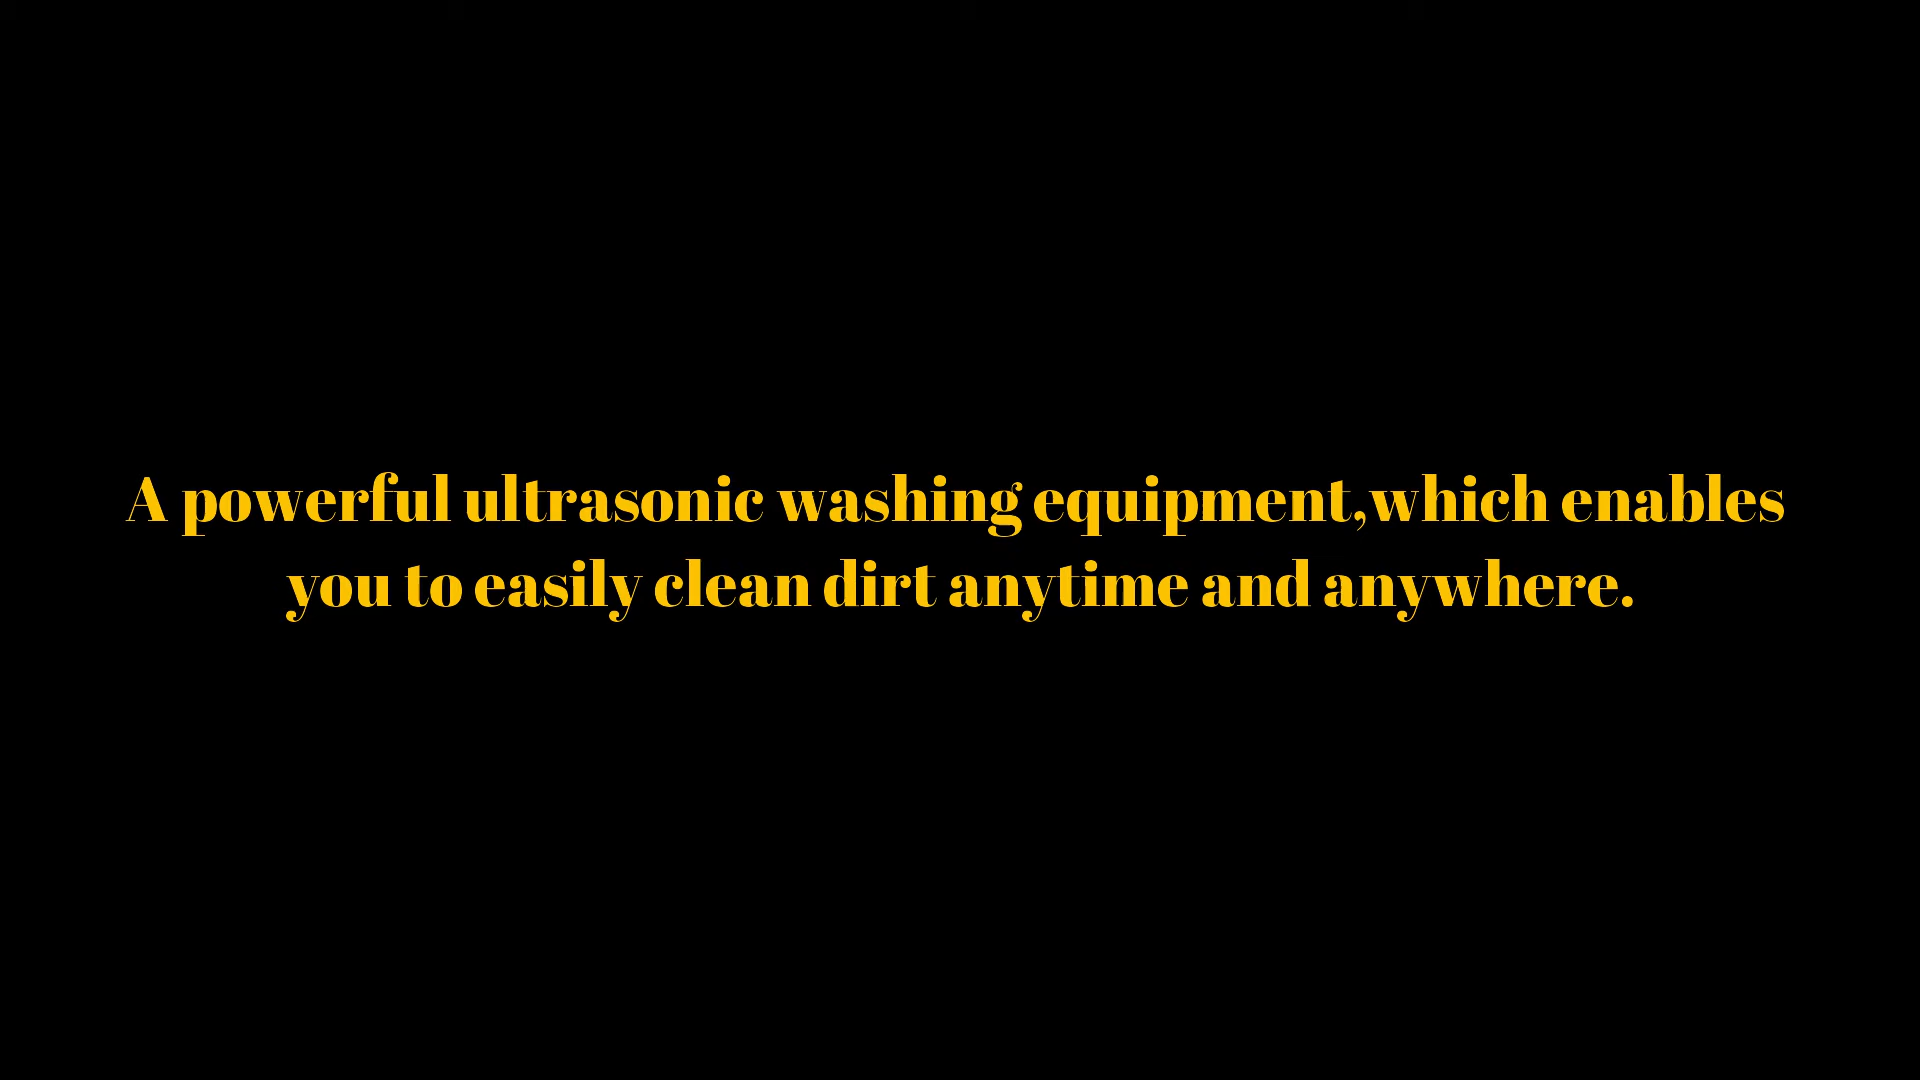 A powerful ultrasonic washing equipment,which enables
you to easily clean dirt anytime and anywhere.